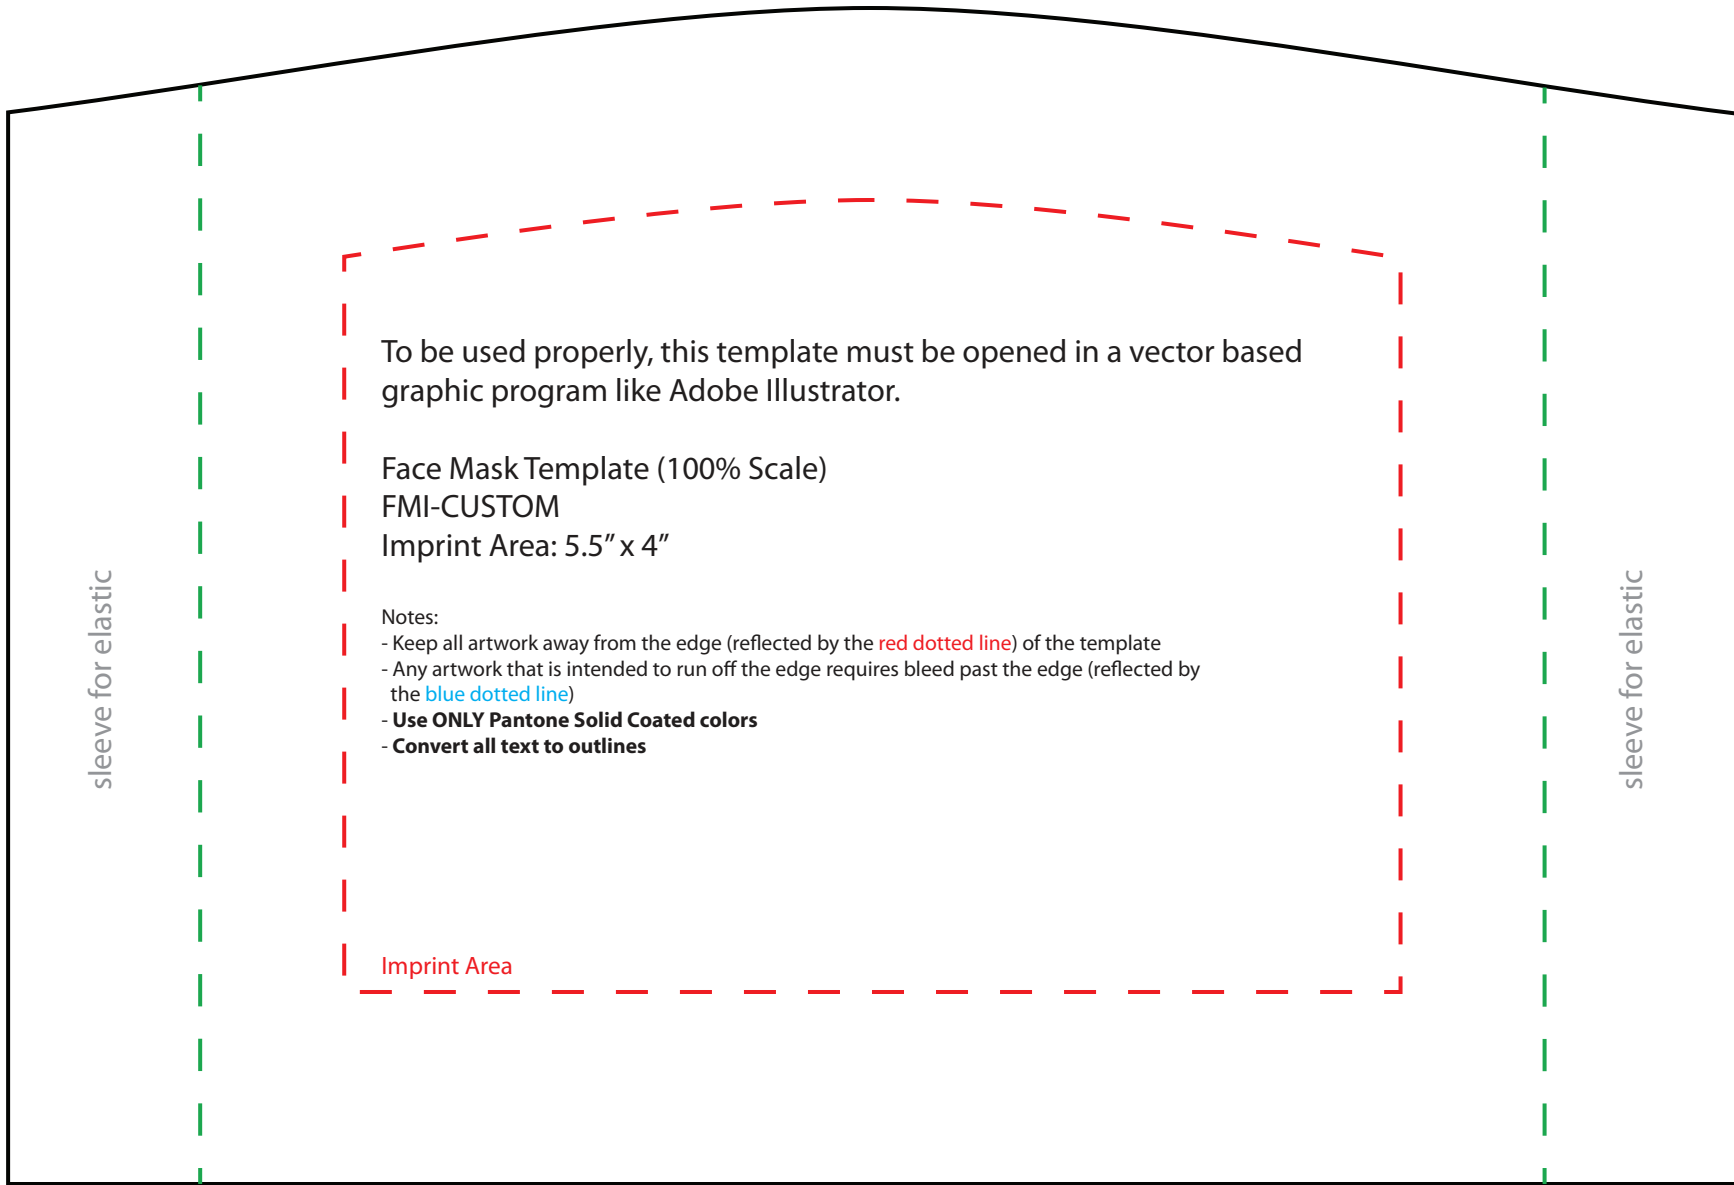 To be used properly, this template must be opened in a vector based
graphic program like Adobe Illustrator.
Face Mask Template (100% Scale)
FMI-CUSTOM
Imprint Area: 5.5” x 4”
sleeve for elastic
Notes:
- Keep all artwork away from the edge (reflected by the red dotted line) of the template
- Any artwork that is intended to run off the edge requires bleed past the edge (reflected by
the blue dotted line)
- Use ONLY Pantone Solid Coated colors
- Convert all text to outlines
sleeve for elastic
Imprint Area